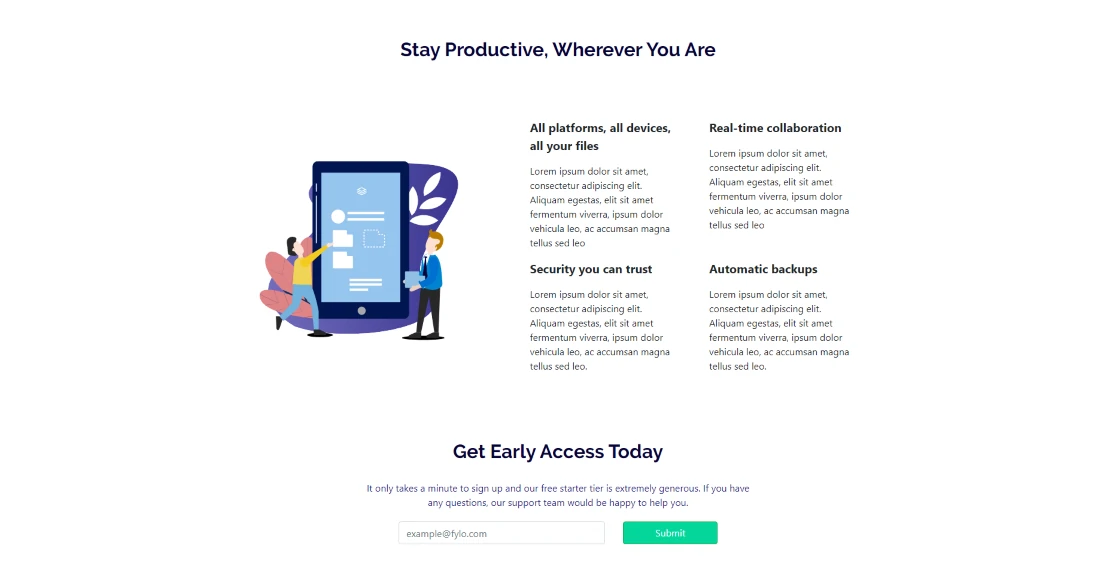 Stay Productive, Wherever You Are
All platforms, all devices,
all your files
Lorem ipsum dolor sit amet,
consectetur adipiscing elit.
Aliquam egestas, elit sit amet
fermentum viverra, ipsum dolor
vehicula leo, ac accumsan magna
tellus sed leo
Real-time collaboration
Lorem ipsum dolor sit amet,
consectetur adipiscing elit.
Aliquam egestas, elit sit amet
fermentum viverra, ipsum dolor
vehicula leo, ac accumsan magna
tellus sed leo
Security you can trust
Lorem ipsum dolor sit amet,
consectetur adipiscing elit.
Aliquam egestas, elit sit amet
fermentum viverra, ipsum dolor
vehicula leo, ac accumsan magna
tellus sed leo.
Automatic backups
Lorem ipsum dolor sit amet,
consectetur adipiscing elit.
Aliquam egestas, elit sit amet
fermentum viverra, ipsum dolor
vehicula leo, ac accumsan magna
tellus sed leo.
Get Early Access Today
It only takes a minute to sign up and our free starter tier is extremely generous. If you have
any questions, our support team would be happy to help you.
example@fylo.com
Submit